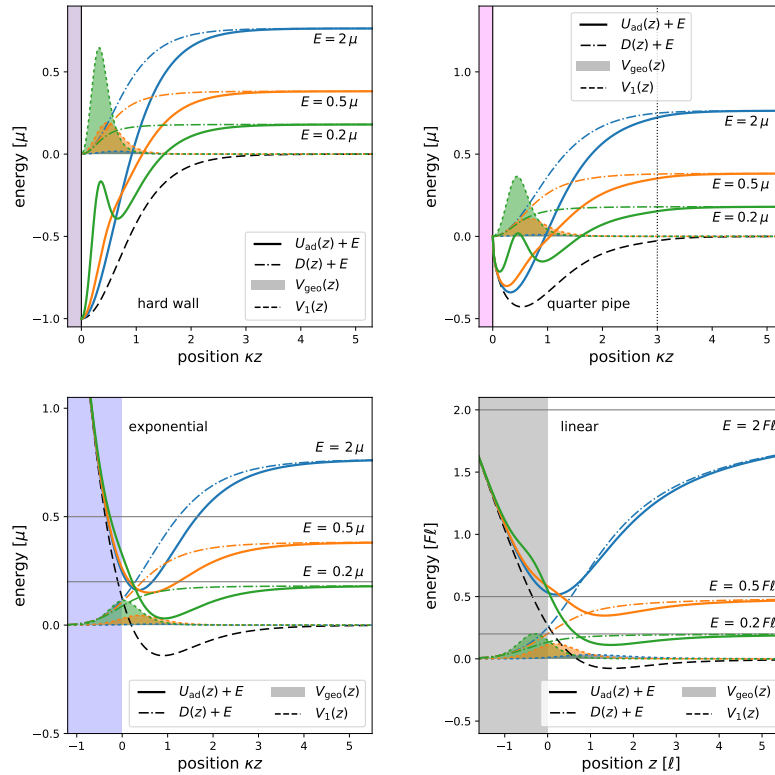 energy [μ]
0.5
0.0
−0.5
−1.0
E = 2 μ
E = 0.5 μ
E = 0.2 μ
U_ad(z) + E
D(z) + E
V_geo(z)
V_1(z)
hard wall
0 1 2 3 4 5
position κz
energy [μ]
1.0
0.5
0.0
−0.5
U_ad(z) + E
D(z) + E
V_geo(z)
V_1(z)
E = 2 μ
E = 0.5 μ
E = 0.2 μ
quarter pipe
0 1 2 3 4 5
position κz
energy [μ]
1.0
0.5
0.0
−0.5
exponential
E = 2 μ
E = 0.5 μ
E = 0.2 μ
U_ad(z) + E V_geo(z)
D(z) + E V_1(z)
−1 0 1 2 3 4 5
position κz
energy [Fℓ]
2.0
1.5
1.0
0.5
0.0
−0.5
linear
E = 2 Fℓ
E = 0.5 Fℓ
E = 0.2 Fℓ
U_ad(z) + E V_geo(z)
D(z) + E V_1(z)
−1 0 1 2 3 4 5
position z [ℓ]